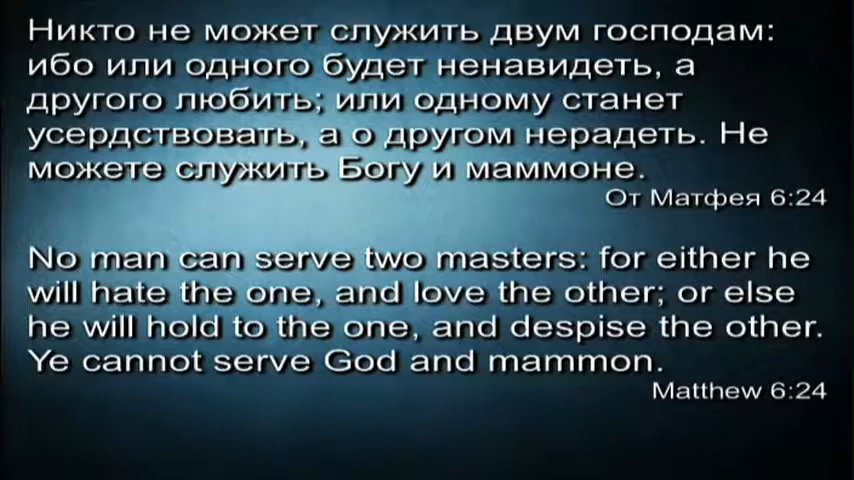 Никто не может служить двум господам:
ибо или одного будет ненавидеть, а
другого любить; или одному станет
усердствовать, а о другом нерадеть. Не
можете служить Богу и маммоне.
От Матфея 6:24
No man can serve two masters: for either he
will hate the one, and love the other; or else
he will hold to the one, and despise the other.
Ye cannot serve God and mammon.
Matthew 6:24